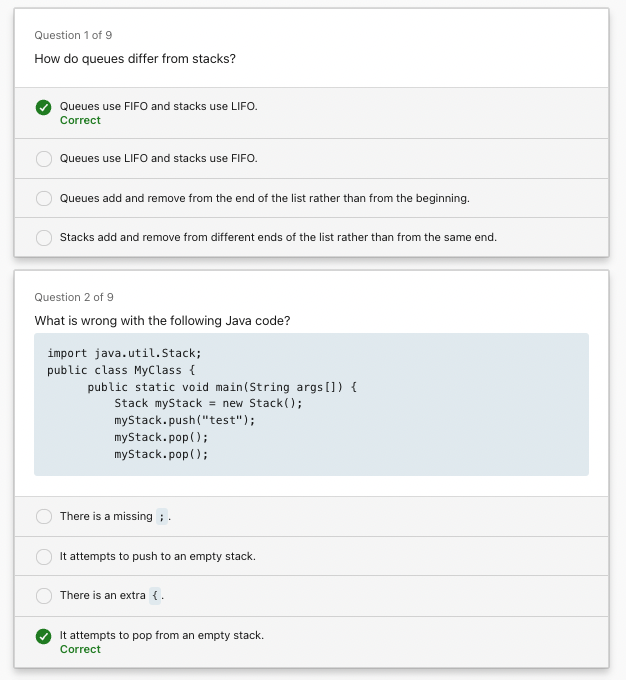 Question 1 of 9
How do queues differ from stacks?
Queues use FIFO and stacks use LIFO.
Correct
Queues use LIFO and stacks use FIFO.
Queues add and remove from the end of the list rather than from the beginning.
Stacks add and remove from different ends of the list rather than from the same end.
Question 2 of 9
What is wrong with the following Java code?
import java.util.Stack;
public class MyClass {
      public static void main(String args[]) {
          Stack myStack = new Stack();
          myStack.push("test");
          myStack.pop();
          myStack.pop();
There is a missing ; .
It attempts to push to an empty stack.
There is an extra { .
It attempts to pop from an empty stack.
Correct